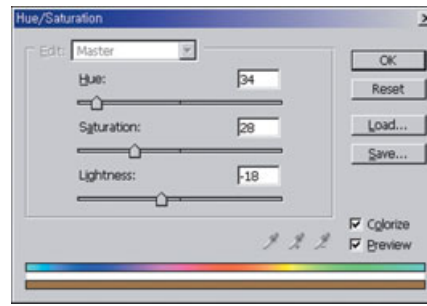 Hue/Saturation
Edit: Master
Hue: 34
Saturation: 28
Lightness: -18
OK
Reset
Load...
Save...
Colorize
Preview